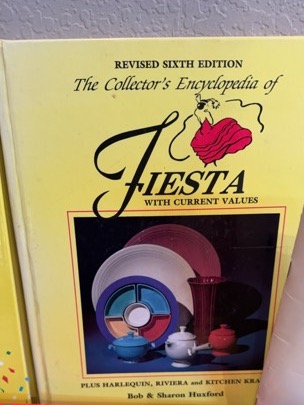 REVISED SIXTH EDITION
The Collector's Encyclopedia of
FIESTA
WITH CURRENT VALUES
PLUS HARLEQUIN, RIVIERA and KITCHEN KRA
Bob & Sharon Huxford